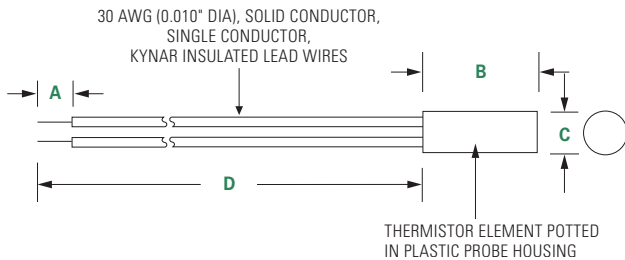 30 AWG (0.010" DIA), SOLID CONDUCTOR,
SINGLE CONDUCTOR,
KYNAR INSULATED LEAD WIRES
B
A
C
D
THERMISTOR ELEMENT POTTED
IN PLASTIC PROBE HOUSING